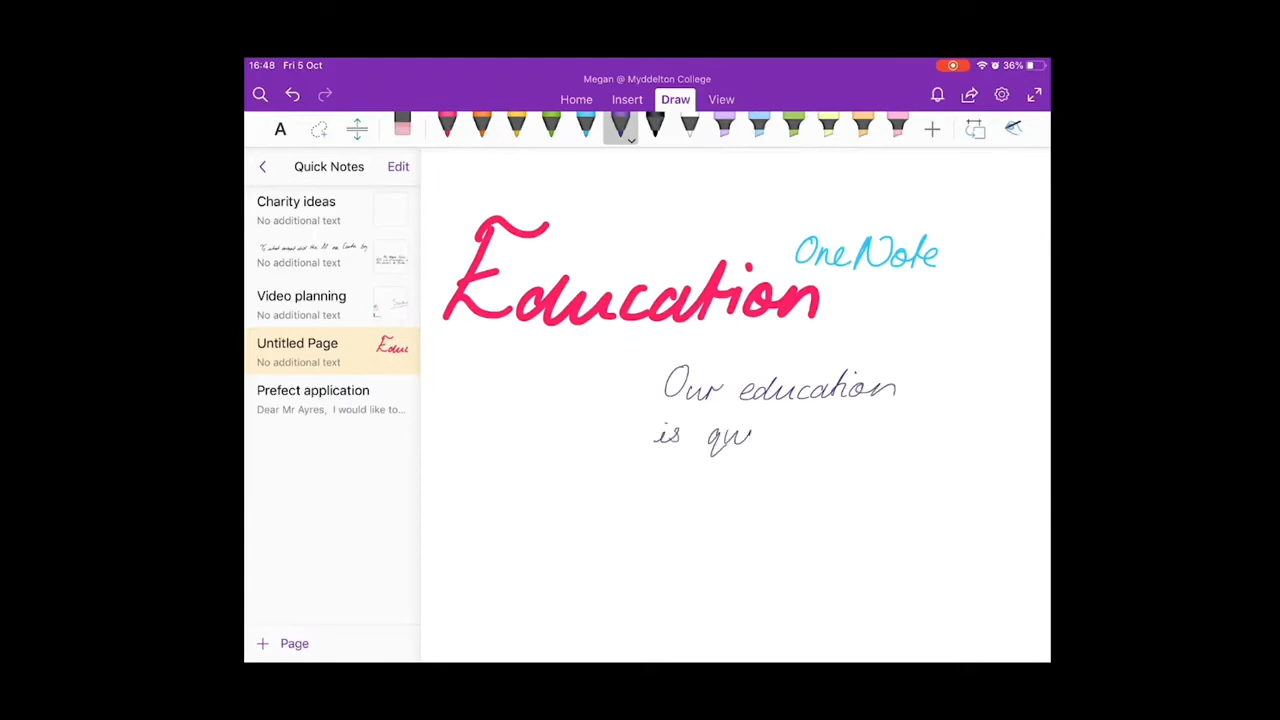 16:48 Fri 5 Oct
36%
Megan @ Myddelton College
Home Insert Draw View
A
Quick Notes Edit
Charity ideas
No additional text
No additional text
Video planning
No additional text
Untitled Page
No additional text
Prefect application
Dear Mr Ayres, I would like to...
Page
Education
OneNote
Our education
is qu